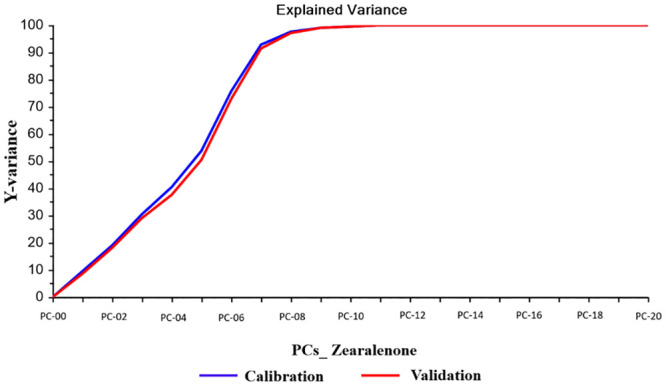 Explained Variance
Y-variance
100
90
80
70
60
50
40
30
20
10
0
PC-00 PC-02 PC-04 PC-06 PC-08 PC-10 PC-12 PC-14 PC-16 PC-18 PC-20
PCs_ Zearalenone
Calibration Validation